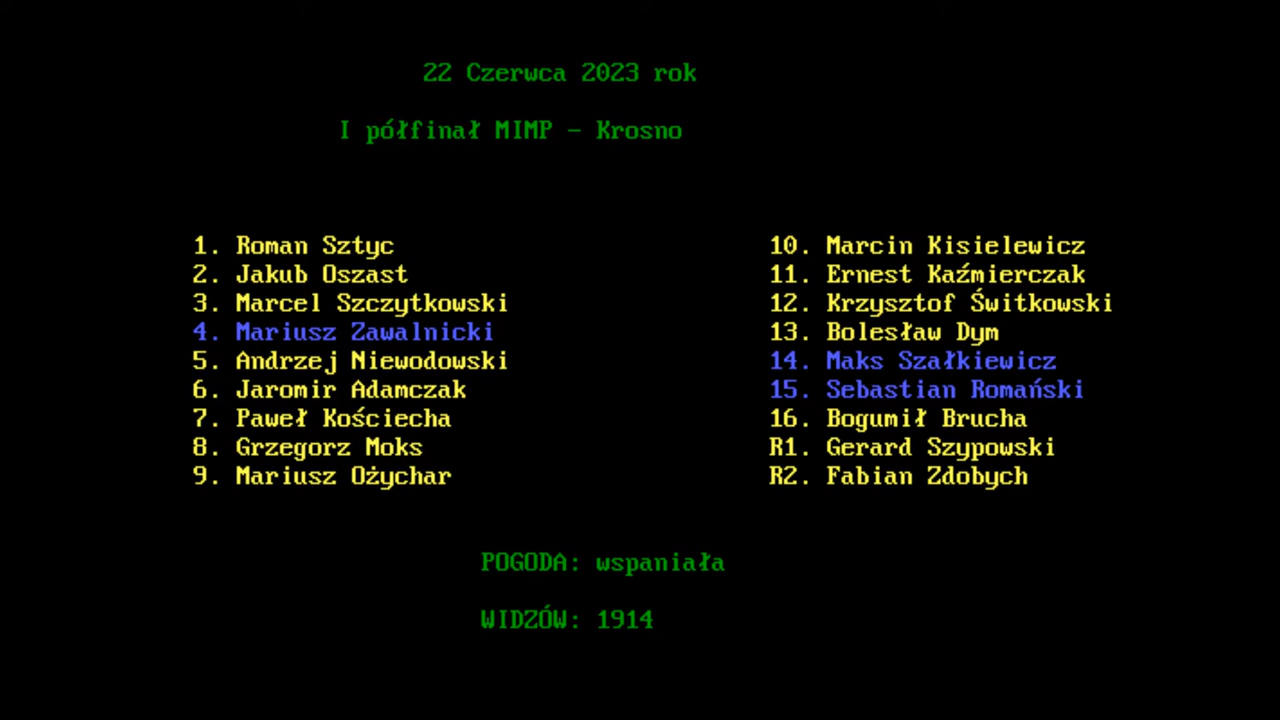 22 Czerwca 2023 rok
I półfinał MIMP - Krosno
1. Roman Sztyc
2. Jakub Oszast
3. Marcel Szczytkowski
4. Mariusz Zawalnicki
5. Andrzej Niewodowski
6. Jaromir Adamczak
7. Paweł Kościecha
8. Grzegorz Moks
9. Mariusz Ożychar
10. Marcin Kisielewicz
11. Ernest Kaźmierczak
12. Krzysztof Świtkowski
13. Bolesław Dym
14. Maks Szałkiewicz
15. Sebastian Romański
16. Bogumił Brucha
R1. Gerard Szypowski
R2. Fabian Zdobych
POGODA: wspaniała
WIDZÓW: 1914